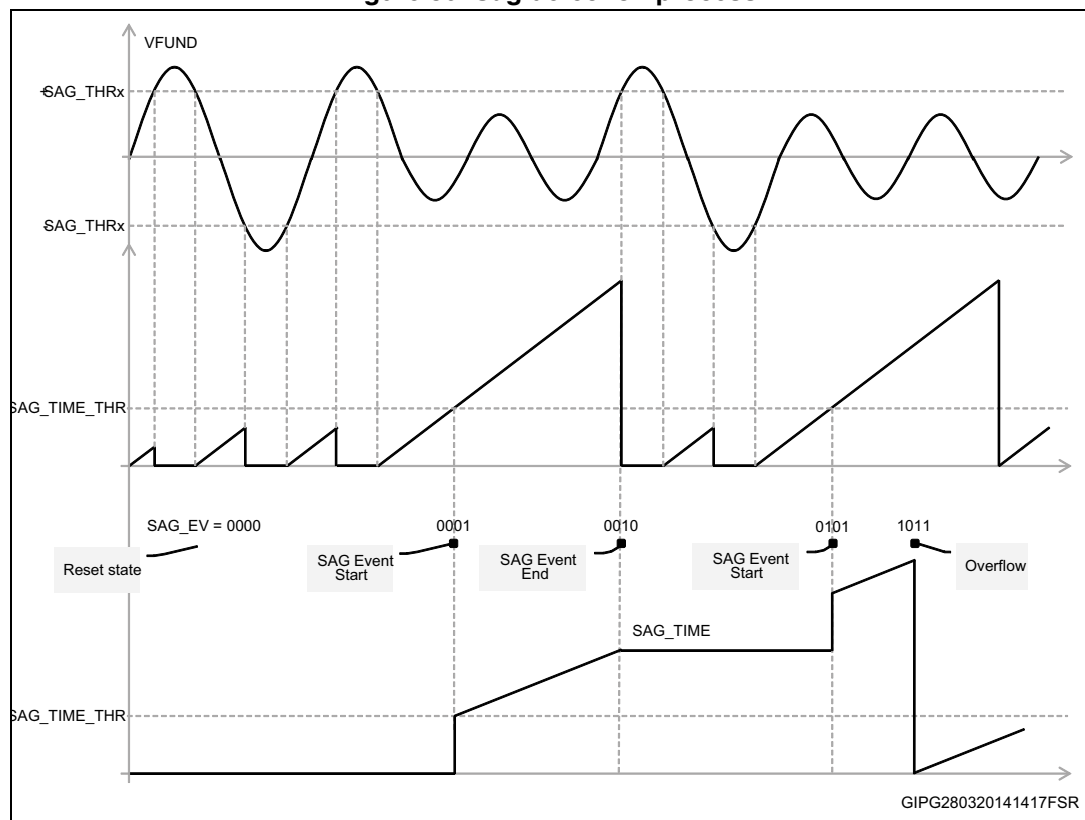 VFUND
SAG_THRx
SAG_THRx
SAG_TIME_THR
SAG_EV = 0000
0001
0010
0101
1011
Reset state
SAG Event
Start
SAG Event
End
SAG Event
Start
Overflow
SAG_TIME
SAG_TIME_THR
GIPG280320141417FSR